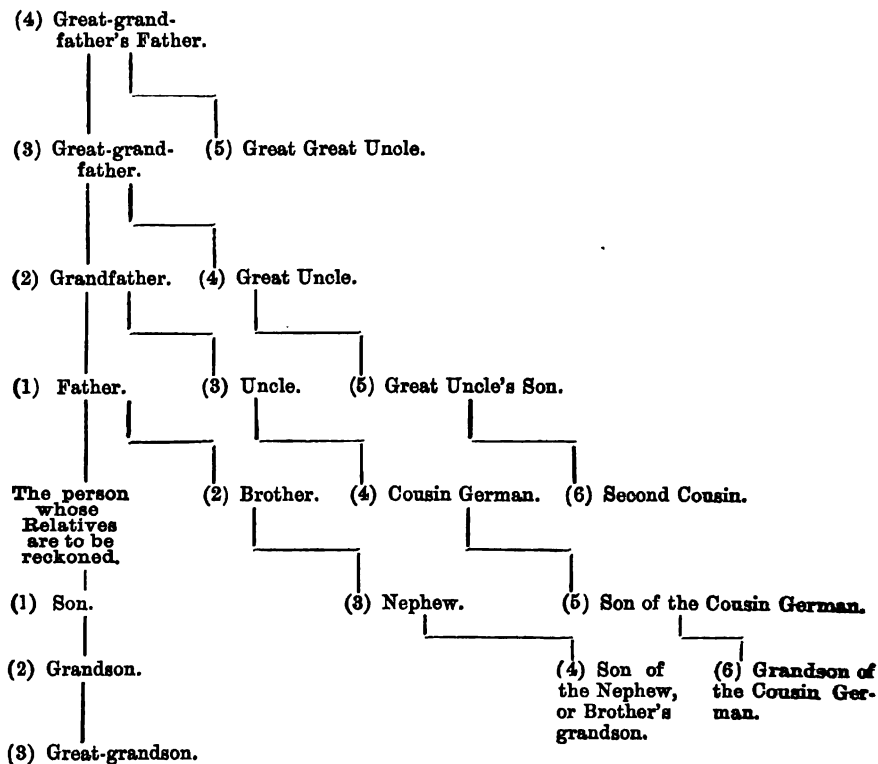 (4) Great-grand-
father's Father.
(3) Great-grand-
father.
(5) Great Great Uncle.
(2) Grandfather.
(4) Great Uncle.
(1) Father.
(3) Uncle.
(5) Great Uncle's Son.
The person
whose
Relatives
are to be
reckoned.
(2) Brother.
(4) Cousin German.
(6) Second Cousin.
(1) Son.
(3) Nephew.
(5) Son of the Cousin German.
(2) Grandson.
(4) Son of
the Nephew,
or Brother's
grandson.
(6) Grandson of
the Cousin Ger-
man.
(3) Great-grandson.